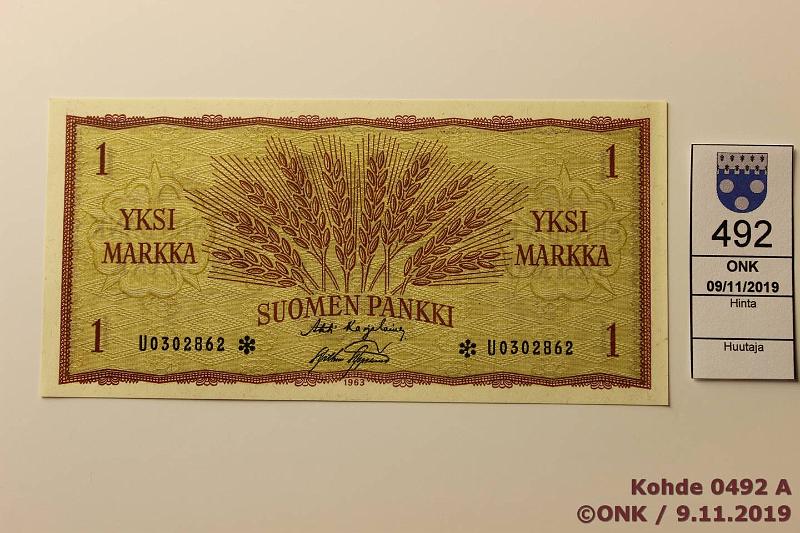 1
1
YKSI
MARKKA
YKSI
MARKKA
SUOMEN PANKKI
1
U0302862 *
* U0302862
1
1963
492
ONK
09/11/2019
Hinta
Huutaja
Kohde 0492 A
©ONK / 9.11.2019